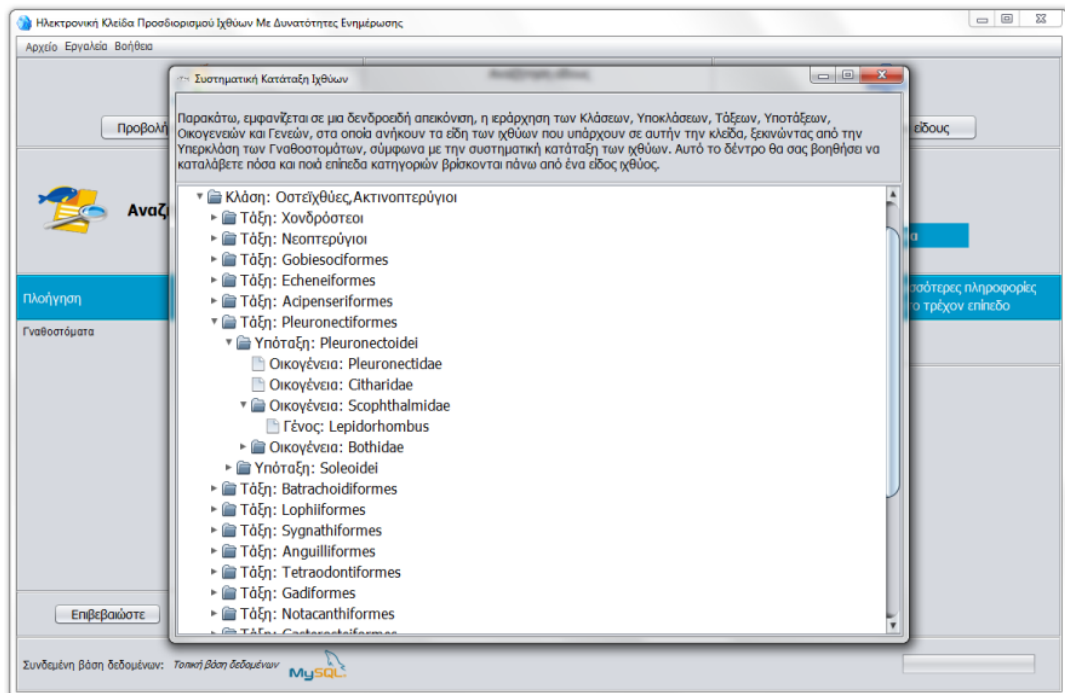 Ηλεκτρονική Κλείδα Προσδιορισμού Ιχθύων Με Δυνατότητες Ενημέρωσης
Αρχείο Εργαλεία Βοήθεια
Αναζήτηση είδους
Συστηματική Κατάταξη Ιχθύων
Προβολή
είδους
Παρακάτω, εμφανίζεται σε μια δενδροειδή απεικόνιση, η ιεράρχηση των Κλάσεων, Υποκλάσεων, Τάξεων, Υποτάξεων,
Οικογενειών και Γενεών, στα οποία ανήκουν τα είδη των ιχθύων που υπάρχουν σε αυτήν την κλείδα, ξεκινώντας από την
Υπερκλάση των Γναθοστομάτων, σύμφωνα με την συστηματική κατάταξη των ιχθύων. Αυτό το δέντρο θα σας βοηθήσει να
καταλάβετε πόσα και ποιά επίπεδα κατηγοριών βρίσκονται πάνω από ένα είδος ιχθύος.
Κλάση: Οστεϊχθύες,Ακτινοπτερύγιοι
Τάξη: Χονδρόστεοι
Τάξη: Νεοπτερύγιοι
Τάξη: Gobiesociformes
Τάξη: Echeneiformes
Τάξη: Acipenseriformes
Τάξη: Pleuronectiformes
Υπόταξη: Pleuronectoidei
Οικογένεια: Pleuronectidae
Οικογένεια: Citharidae
Οικογένεια: Scophthalmidae
Γένος: Lepidorhombus
Οικογένεια: Bothidae
Υπόταξη: Soleoidei
Τάξη: Batrachoidiformes
Τάξη: Lophiiformes
Τάξη: Sygnathiformes
Τάξη: Anguilliformes
Τάξη: Tetraodontiformes
Τάξη: Gadiformes
Τάξη: Notacanthiformes
Τάξη: Gasterosteiformes
Αναζ
α
Πλοήγηση
σσότερες πληροφορίες
το τρέχον επίπεδο
Γναθοστόματα
Επιβεβαιώστε
Συνδεμένη βάση δεδομένων: Τοπική βάση δεδομένων MySQL